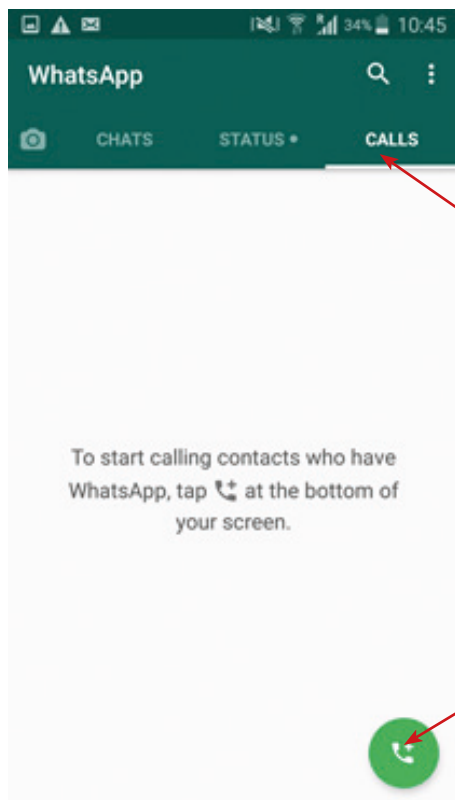 34% 10:45
WhatsApp
CHATS STATUS • CALLS
To start calling contacts who have
WhatsApp, tap at the bottom of
your screen.